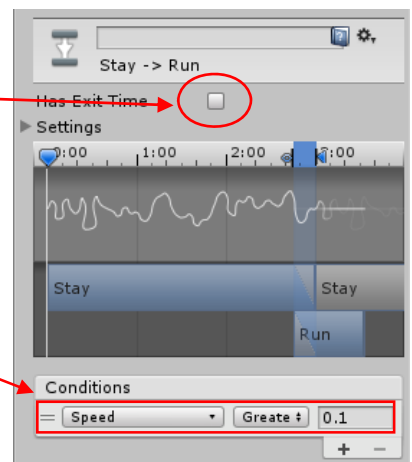 Stay -> Run
Has Exit Time
Settings
0:00 1:00 2:00 3:00
Stay Stay
Run
Conditions
Speed Greate 0.1
+ -